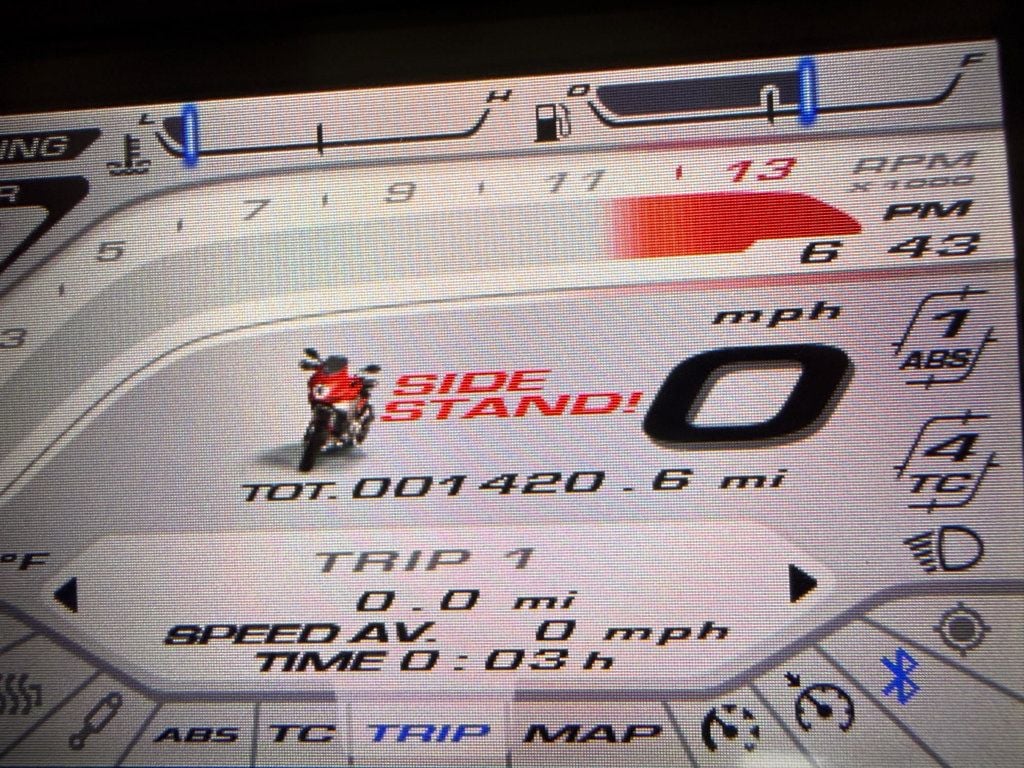 L H O F
ING
R
3 5 7 9 11 13 RPM
x 1000
PM
6 43
mph
SIDE
STAND!
0
1
ABS
4
TC
TOT. 001420.6 mi
°F
TRIP 1
0.0 mi
SPEED AV. 0 mph
TIME 0:03 h
ABS TC TRIP MAP